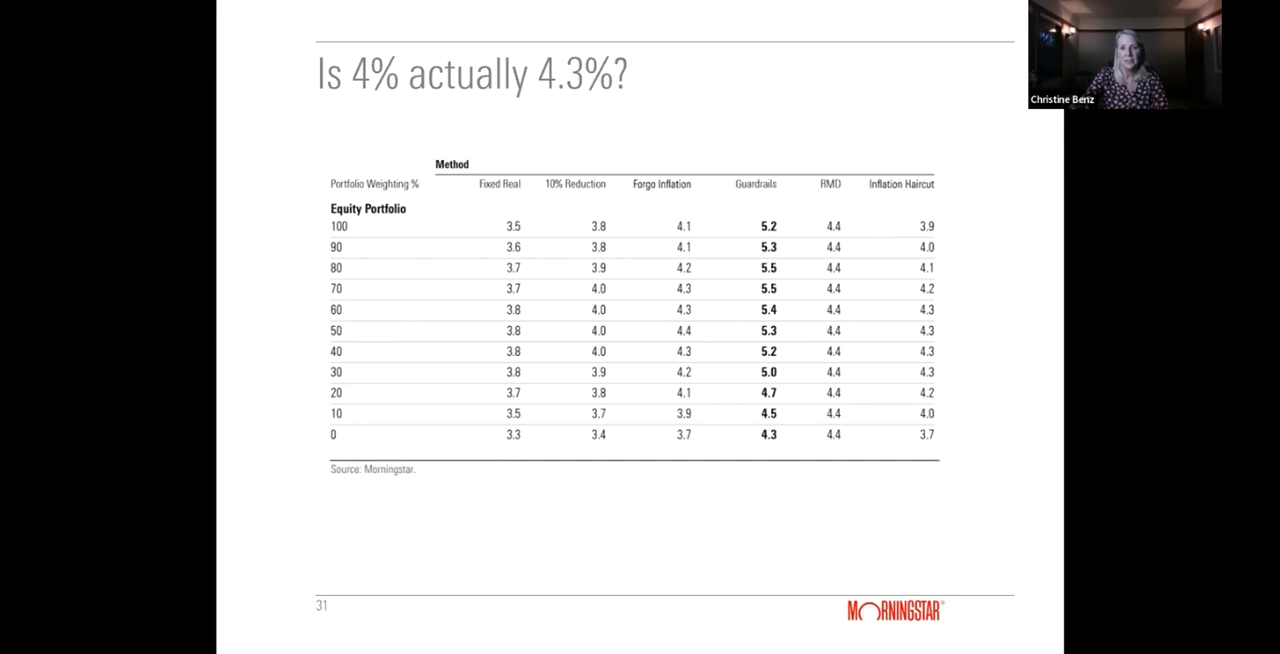 Is 4% actually 4.3%?
Christine Benz
Method
Portfolio Weighting % Fixed Real 10% Reduction Forgo Inflation Guardrails RMD Inflation Haircut
Equity Portfolio
100 3.5 3.8 4.1 5.2 4.4 3.9
90 3.6 3.8 4.1 5.3 4.4 4.0
80 3.7 3.9 4.2 5.5 4.4 4.1
70 3.7 4.0 4.3 5.5 4.4 4.2
60 3.8 4.0 4.3 5.4 4.4 4.3
50 3.8 4.0 4.4 5.3 4.4 4.3
40 3.8 4.0 4.3 5.2 4.4 4.3
30 3.8 3.9 4.2 5.0 4.4 4.3
20 3.7 3.8 4.1 4.7 4.4 4.2
10 3.5 3.7 3.9 4.5 4.4 4.0
0 3.3 3.4 3.7 4.3 4.4 3.7
Source: Morningstar.
31
MORNINGSTAR®